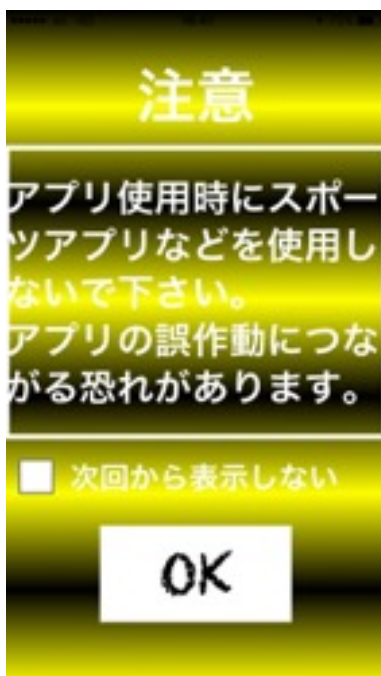 注意
アプリ使用時にスポー
ツアプリなどを使用し
ないで下さい。
アプリの誤作動につな
がる恐れがあります。
次回から表示しない
OK